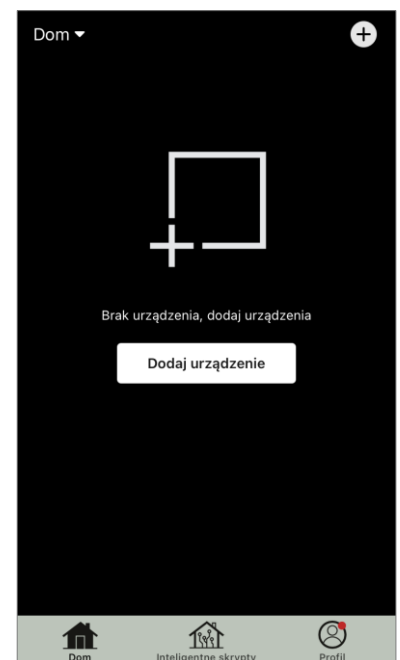 Dom
Brak urządzenia, dodaj urządzenia
Dodaj urządzenie
Dom
Inteligentne skrypty
Profil